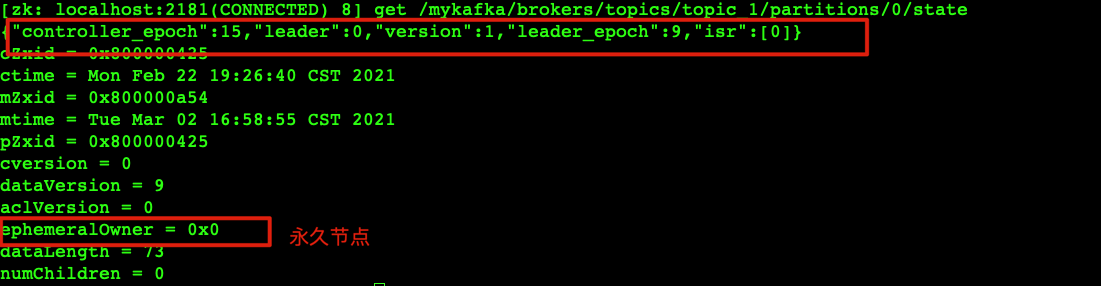 [zk: localhost:2181(CONNECTED) 8] get /mykafka/brokers/topics/topic_1/partitions/0/state
{"controller_epoch":15,"leader":0,"version":1,"leader_epoch":9,"isr":[0]}
cZxid = 0x800000425
ctime = Mon Feb 22 19:26:40 CST 2021
mZxid = 0x800000a54
mtime = Tue Mar 02 16:58:55 CST 2021
pZxid = 0x800000425
cversion = 0
dataVersion = 9
aclVersion = 0
ephemeralOwner = 0x0 永久节点
dataLength = 73
numChildren = 0